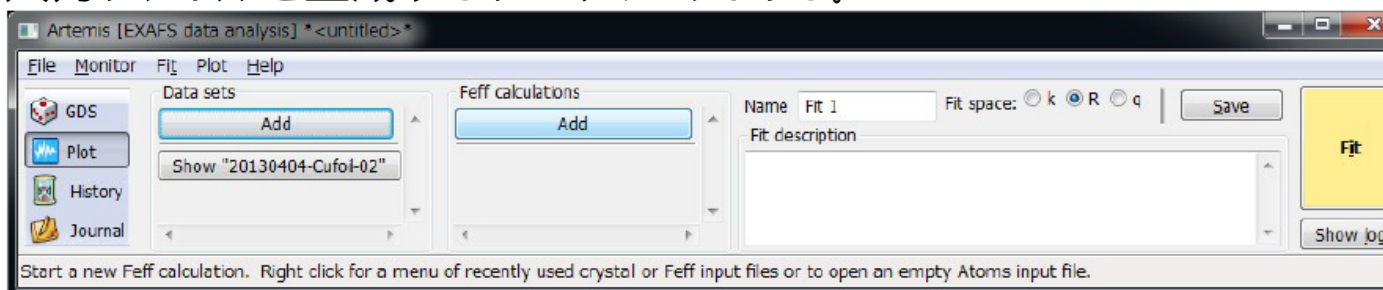 Artemis [EXAFS data analysis] *<untitled>*
File Monitor Fit Plot Help
GDS
Plot
History
Journal
Data sets
Add
Show "20130404-Cufoil-02"
Feff calculations
Add
Name Fit 1 Fit space: k R q Save
Fit description
Fit
Show log
Start a new Feff calculation. Right click for a menu of recently used crystal or Feff input files or to open an empty Atoms input file.